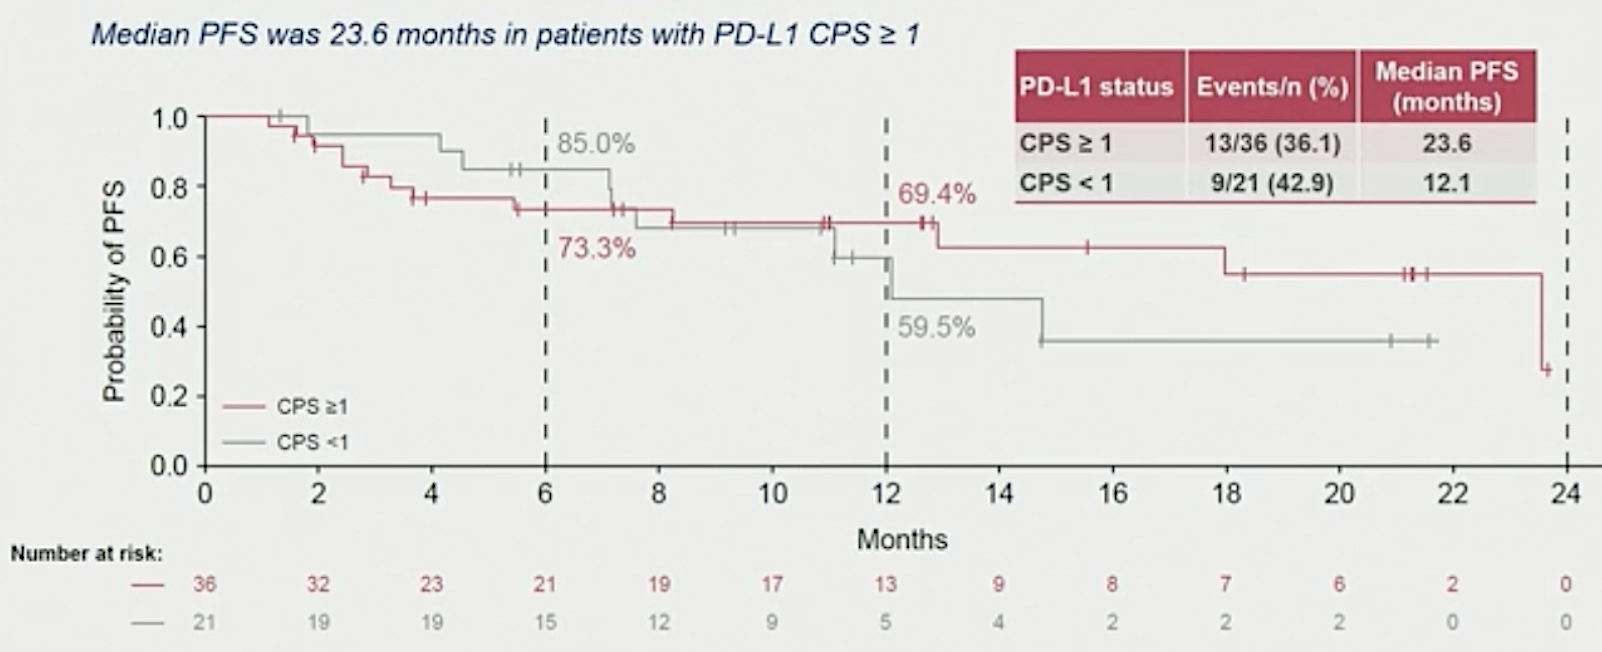 Median PFS was 23.6 months in patients with PD-L1 CPS ≥ 1
PD-L1 status Events/n (%) Median PFS (months)
CPS ≥ 1 13/36 (36.1) 23.6
CPS < 1 9/21 (42.9) 12.1
Probability of PFS
1.0
0.8
0.6
0.4
0.2
0.0
85.0%
73.3%
69.4%
59.5%
CPS ≥1
CPS <1
0 2 4 6 8 10 12 14 16 18 20 22 24
Months
Number at risk:
36 32 23 21 19 17 13 9 8 7 6 2 0
21 19 19 15 12 9 5 4 2 2 2 0 0